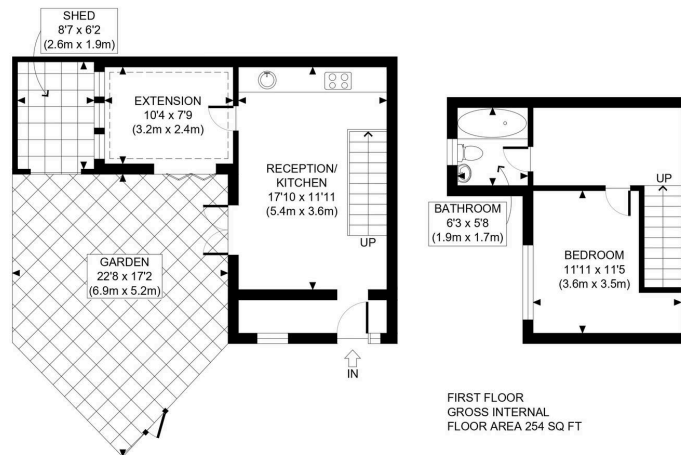 SHED
8'7 x 6'2
(2.6m x 1.9m)
EXTENSION
10'4 x 7'9
(3.2m x 2.4m)
RECEPTION/
KITCHEN
17'10 x 11'11
(5.4m x 3.6m)
UP
GARDEN
22'8 x 17'2
(6.9m x 5.2m)
IN
BATHROOM
6'3 x 5'8
(1.9m x 1.7m)
UP
BEDROOM
11'11 x 11'5
(3.6m x 3.5m)
FIRST FLOOR
GROSS INTERNAL
FLOOR AREA 254 SQ FT